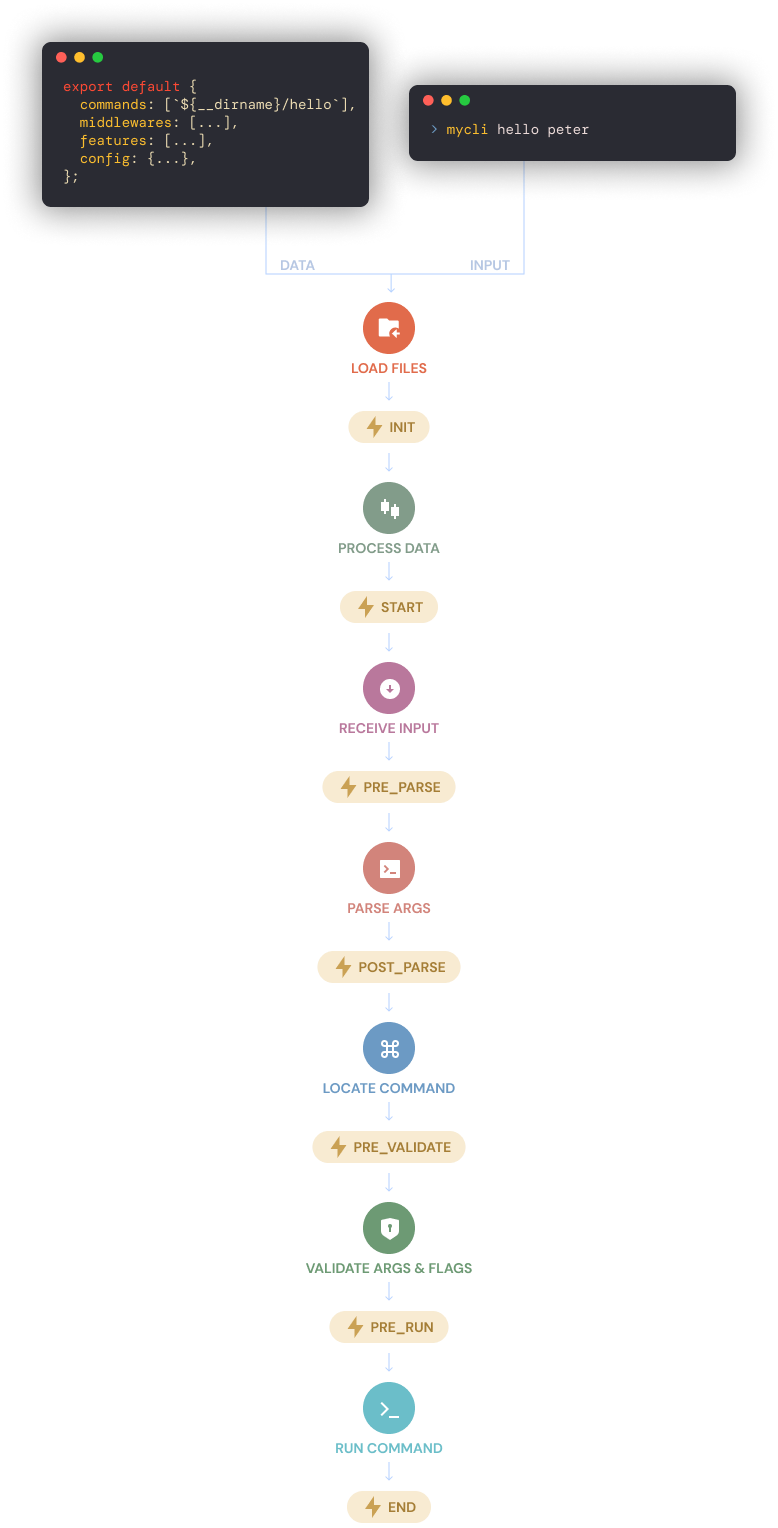 export default {
  commands: [`${__dirname}/hello`],
  middlewares: [...],
  features: [...],
  config: {...},
};
› mycli hello peter
DATA
INPUT
LOAD FILES
INIT
PROCESS DATA
START
RECEIVE INPUT
PRE_PARSE
PARSE ARGS
POST_PARSE
LOCATE COMMAND
PRE_VALIDATE
VALIDATE ARGS & FLAGS
PRE_RUN
RUN COMMAND
END